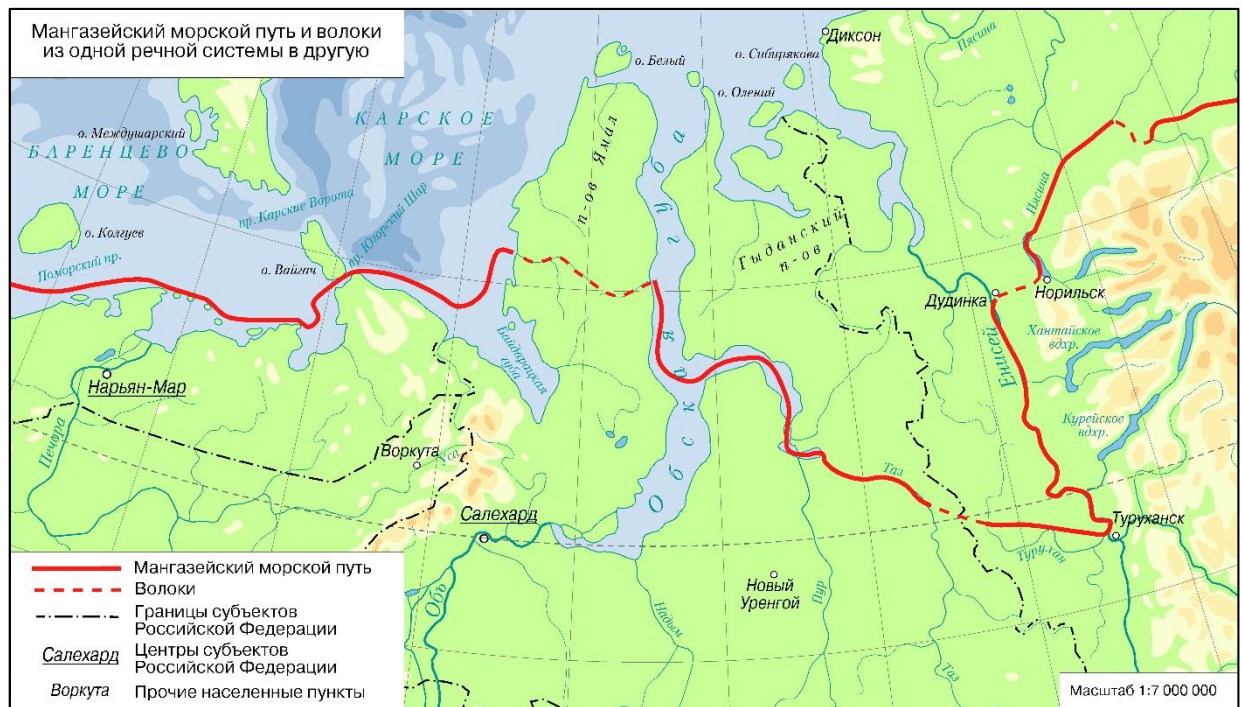 Мангазейский морской путь и волоки
из одной речной системы в другую
о. Междушарский
БАРЕНЦЕВО
МОРЕ
КАРСКОЕ
МОРЕ
о. Белый
о. Сибирякова
Диксон
Пясина
о. Олений
п-ов Ямал
Обская губа
Гыданский
п-ов
пр. Карские Ворота
пр. Югорский Шар
о. Колгуев
о. Вайгач
Поморский пр.
Байдарацкая
губа
Пясина
Норильск
Дудинка
Хантайское
вдхр.
Енисей
Курейское
вдхр.
Нарьян-Мар
Печора
Воркута
Уса
Салехард
Обь
Таз
Туруханск
Турухан
Новый
Уренгой
Надым
Пур
Таз
Мангазейский морской путь
Волоки
Границы субъектов
Российской Федерации
Салехард
Центры субъектов
Российской Федерации
Воркута
Прочие населенные пункты
Масштаб 1:7 000 000